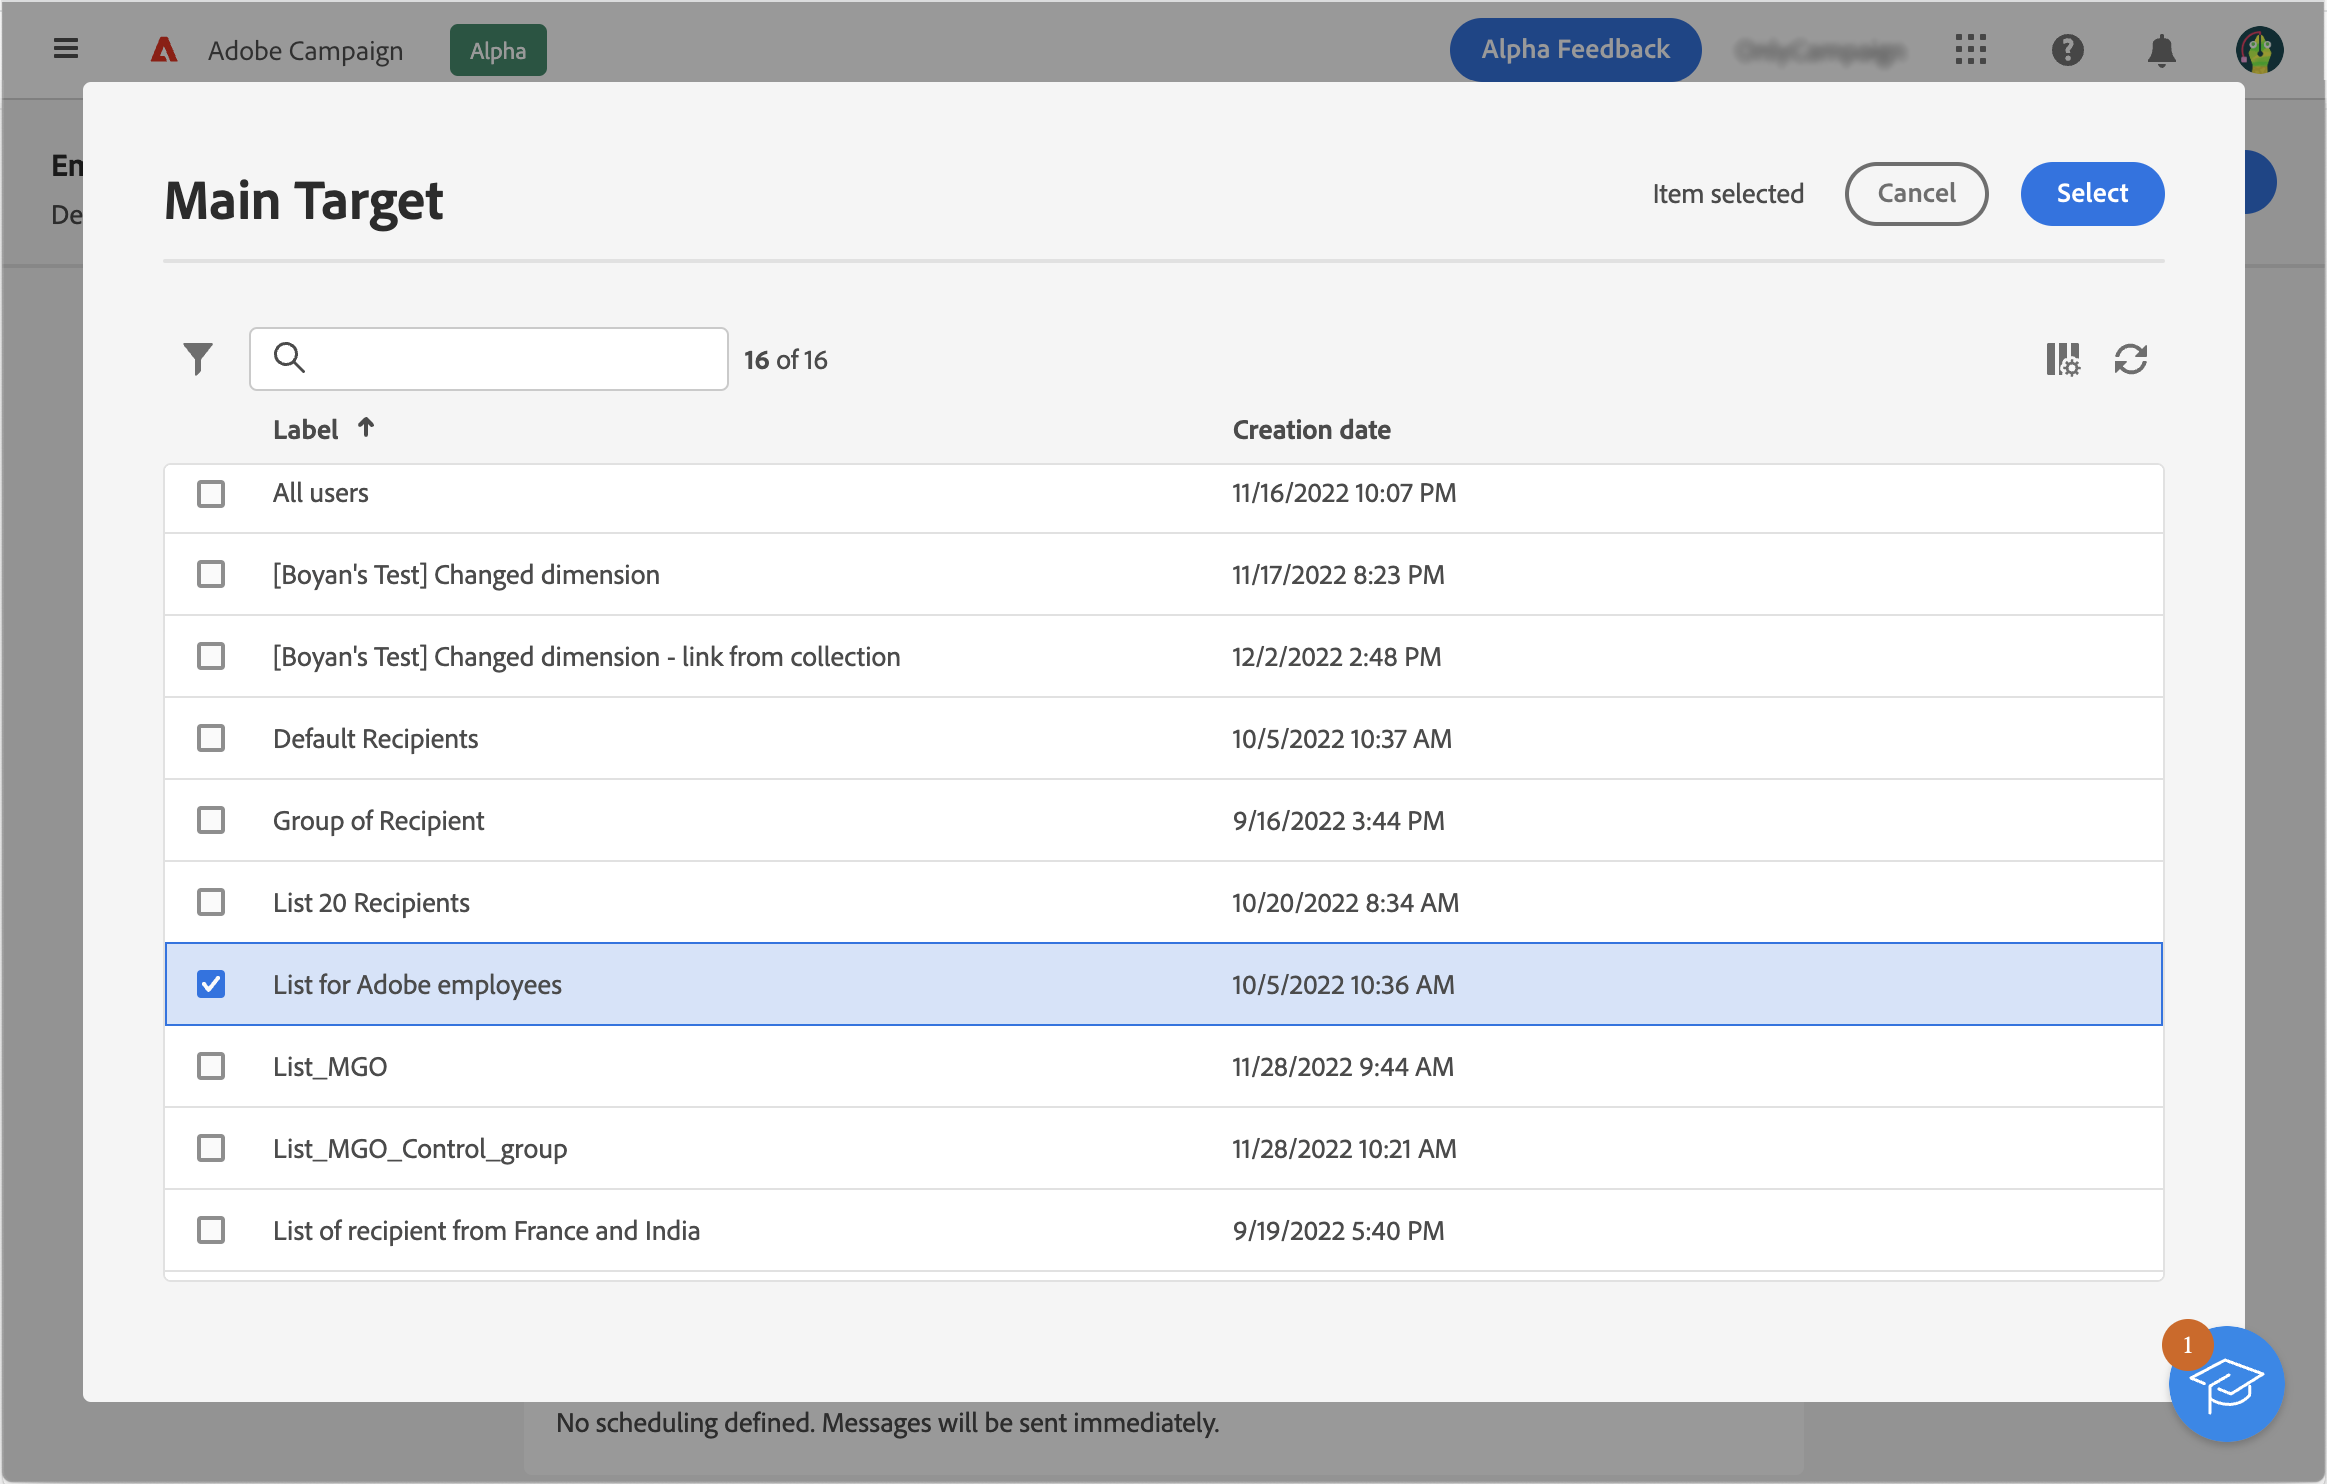 Adobe Campaign Alpha Alpha Feedback
En
De
Main Target Item selected Cancel Select
16 of 16
Label Creation date
All users 11/16/2022 10:07 PM
[Boyan's Test] Changed dimension 11/17/2022 8:23 PM
[Boyan's Test] Changed dimension - link from collection 12/2/2022 2:48 PM
Default Recipients 10/5/2022 10:37 AM
Group of Recipient 9/16/2022 3:44 PM
List 20 Recipients 10/20/2022 8:34 AM
List for Adobe employees 10/5/2022 10:36 AM
List_MGO 11/28/2022 9:44 AM
List_MGO_Control_group 11/28/2022 10:21 AM
List of recipient from France and India 9/19/2022 5:40 PM
1
No scheduling defined. Messages will be sent immediately.